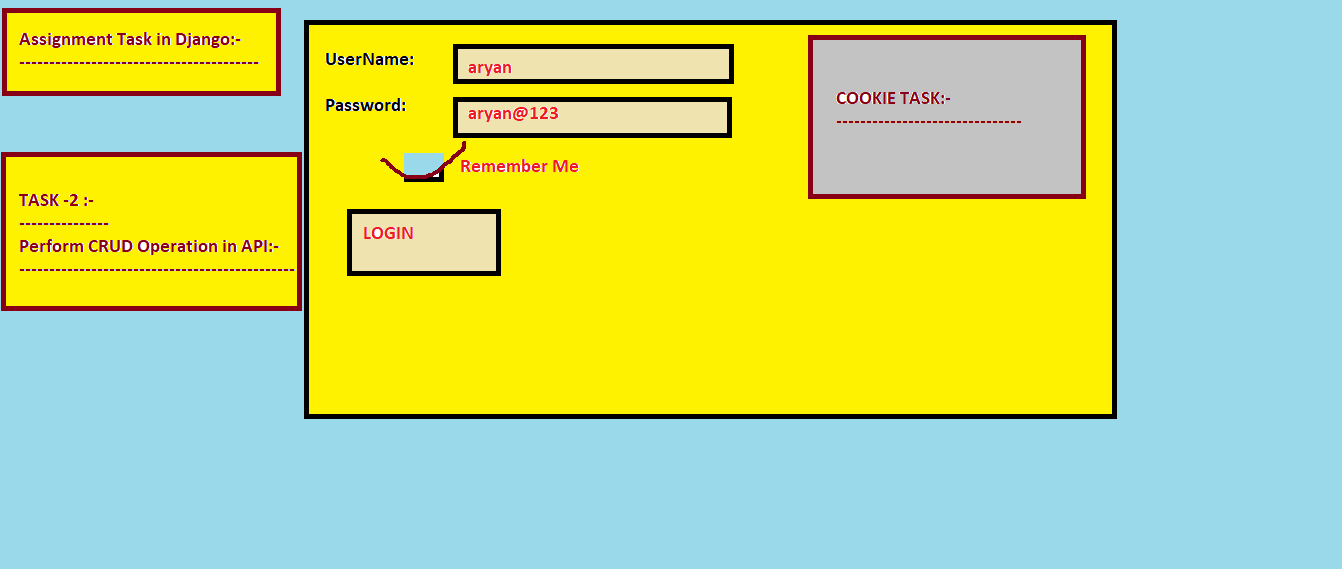 Assignment Task in Django:-
----------------------------------------
TASK -2 :-
---------------
Perform CRUD Operation in API:-
----------------------------------------------
UserName:
aryan
Password:
aryan@123
Remember Me
LOGIN
COOKIE TASK:-
-------------------------------